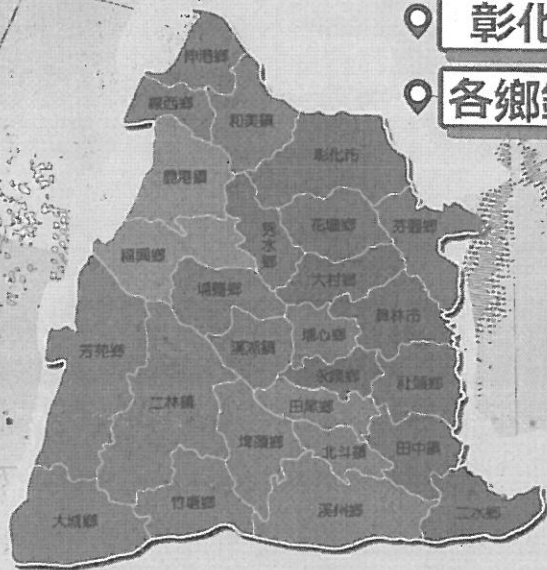 彰化
各鄉鎮
伸港鄉
線西鄉
和美鎮
彰化市
鹿港鎮
秀水鄉
花壇鄉
芬園鄉
福興鄉
大村鄉
埔鹽鄉
員林市
芳苑鄉
溪湖鎮
埔心鄉
永靖鄉
社頭鄉
二林鎮
田尾鄉
埤頭鄉
北斗鎮
田中鎮
大城鄉
竹塘鄉
溪州鄉
二水鄉